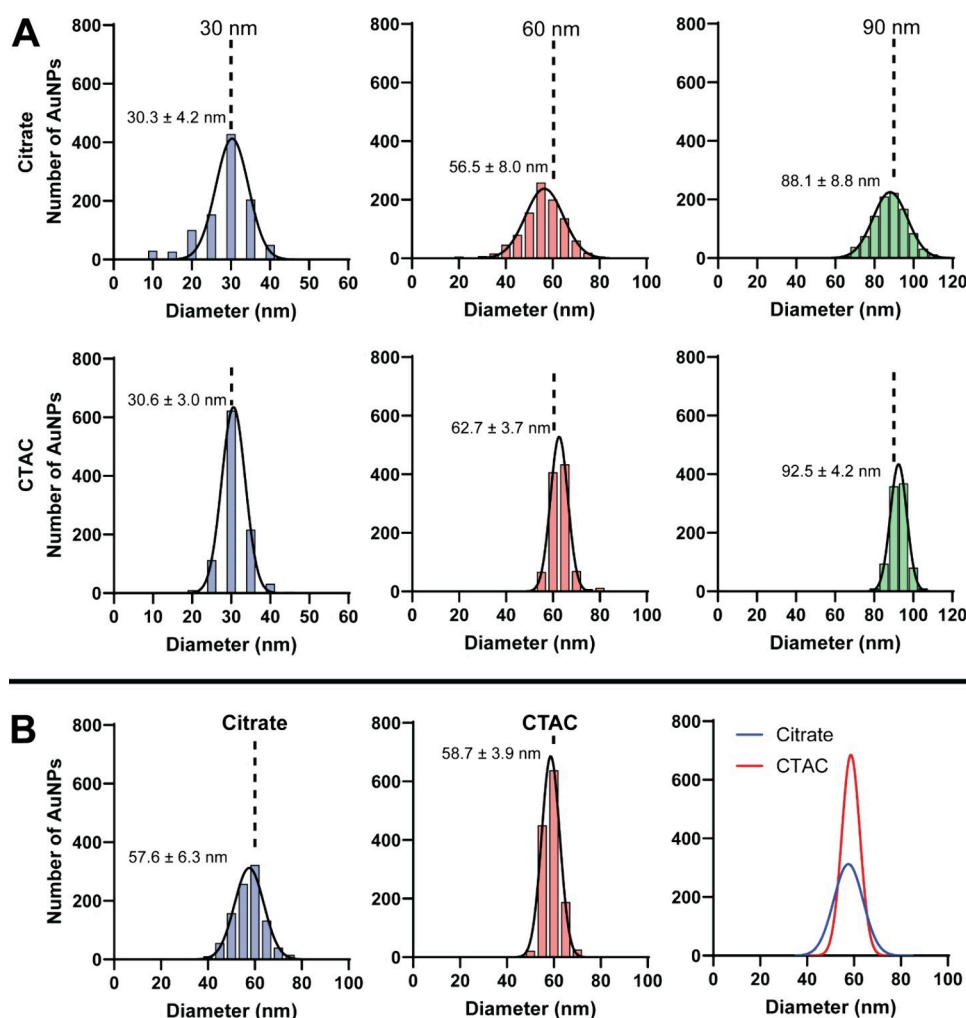 A
30 nm
60 nm
90 nm
Citrate
Number of AuNPs
800
600
400
200
0
30.3 ± 4.2 nm
0 10 20 30 40 50 60
Diameter (nm)
800
600
400
200
0
56.5 ± 8.0 nm
0 20 40 60 80 100
Diameter (nm)
800
600
400
200
0
88.1 ± 8.8 nm
0 20 40 60 80 100 120
Diameter (nm)
CTAC
Number of AuNPs
800
600
400
200
0
30.6 ± 3.0 nm
0 10 20 30 40 50 60
Diameter (nm)
800
600
400
200
0
62.7 ± 3.7 nm
0 20 40 60 80 100
Diameter (nm)
800
600
400
200
0
92.5 ± 4.2 nm
0 20 40 60 80 100 120
Diameter (nm)
B
Citrate
Number of AuNPs
800
600
400
200
0
57.6 ± 6.3 nm
0 20 40 60 80 100
Diameter (nm)
CTAC
800
600
400
200
0
58.7 ± 3.9 nm
0 20 40 60 80 100
Diameter (nm)
800
600
400
200
0
Citrate
CTAC
0 20 40 60 80 100
Diameter (nm)